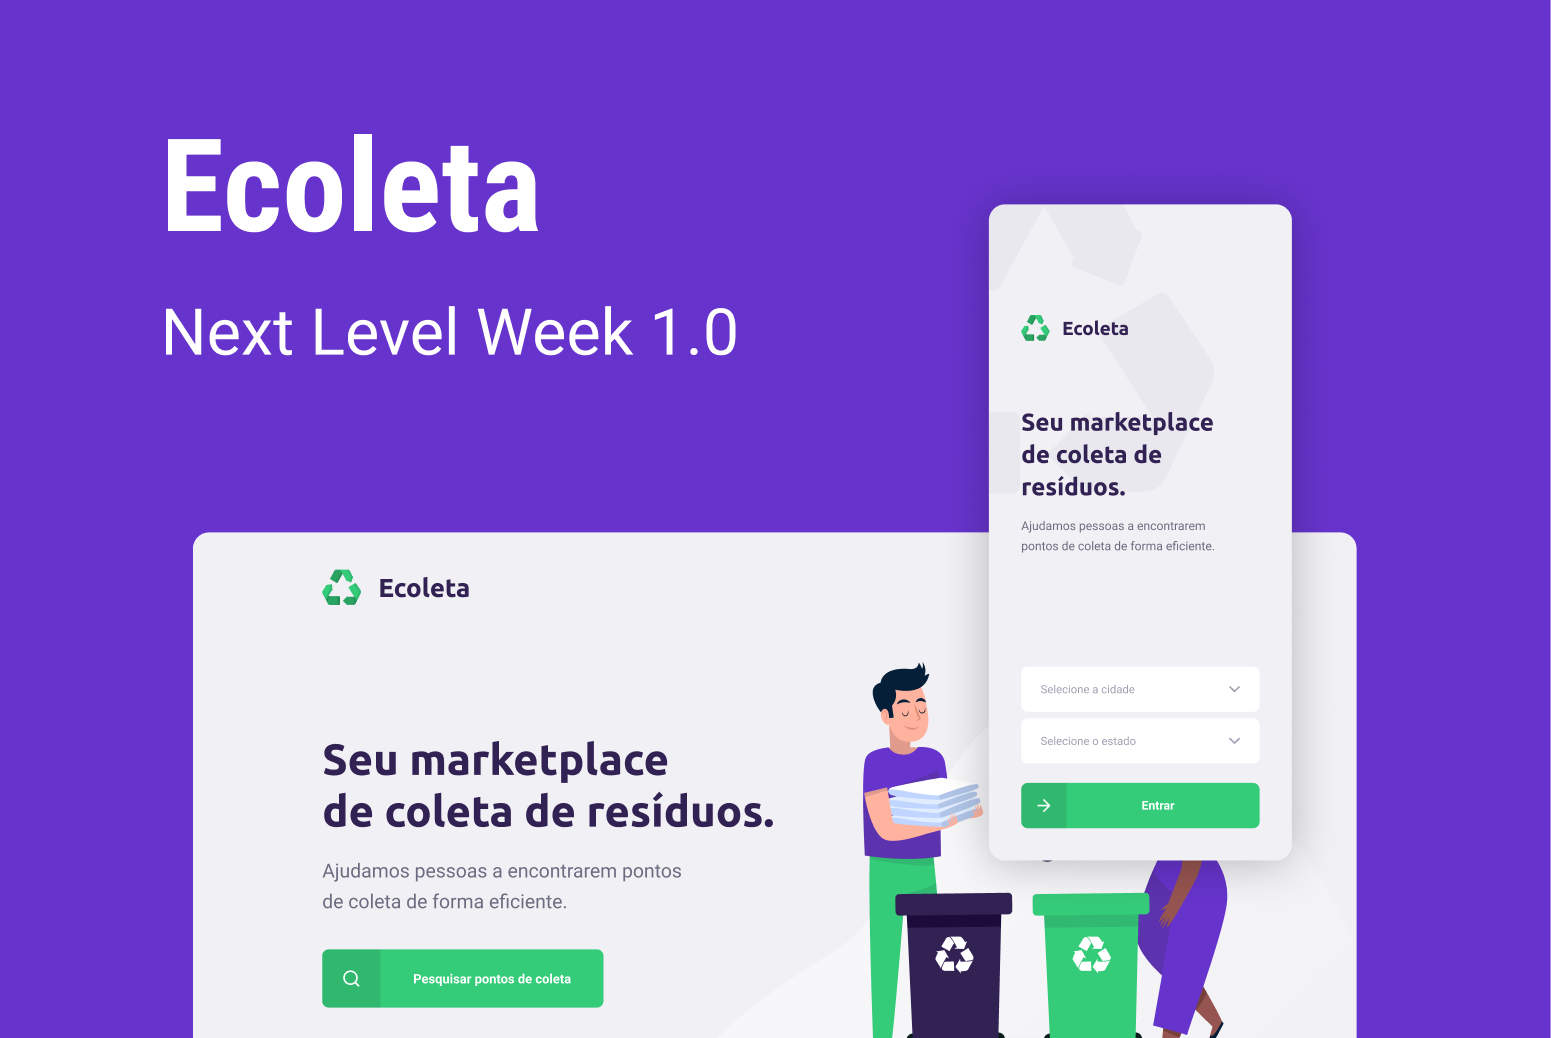 Ecoleta
Next Level Week 1.0
Ecoleta
Seu marketplace
de coleta de
resíduos.
Ajudamos pessoas a encontrarem
pontos de coleta de forma eficiente.
Selecione a cidade
Selecione o estado
Entrar
Ecoleta
Seu marketplace
de coleta de resíduos.
Ajudamos pessoas a encontrarem pontos
de coleta de forma eficiente.
Pesquisar pontos de coleta